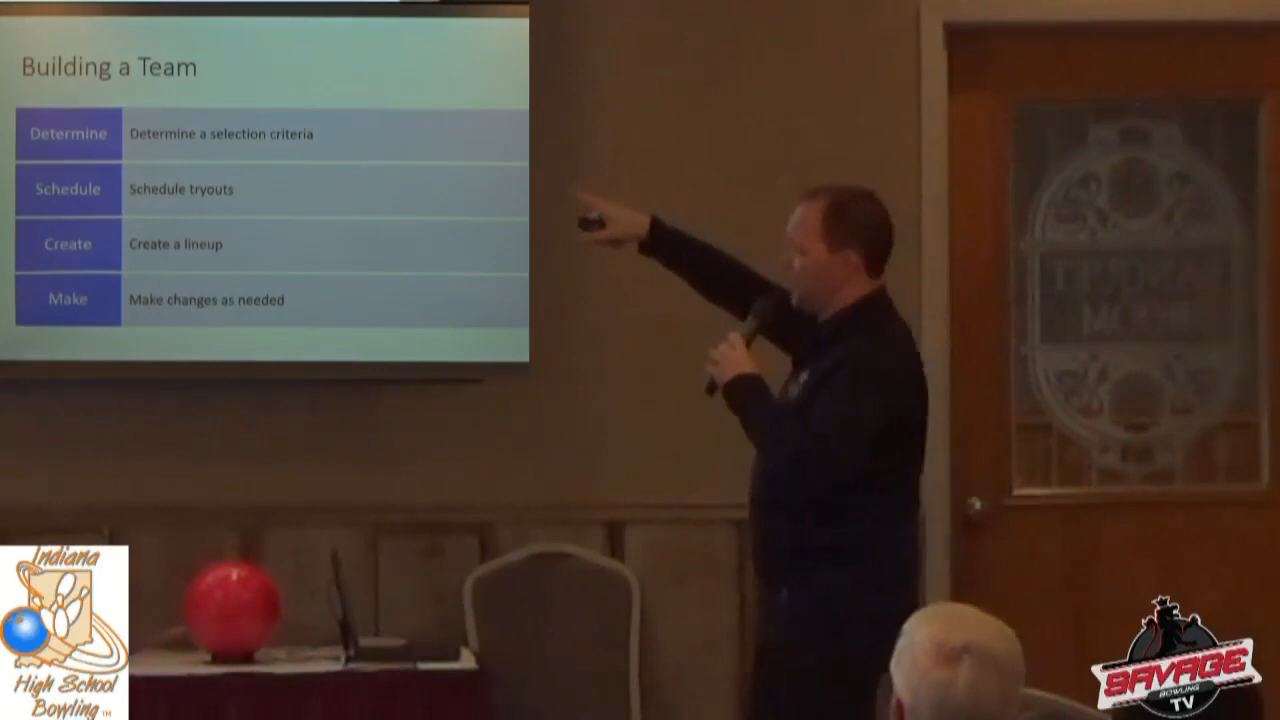 Building a Team
Determine
Determine a selection criteria
Schedule
Schedule tryouts
Create
Create a lineup
Make
Make changes as needed
Indiana
High School
Bowling TM
SAVAGE
BOWLING
TV